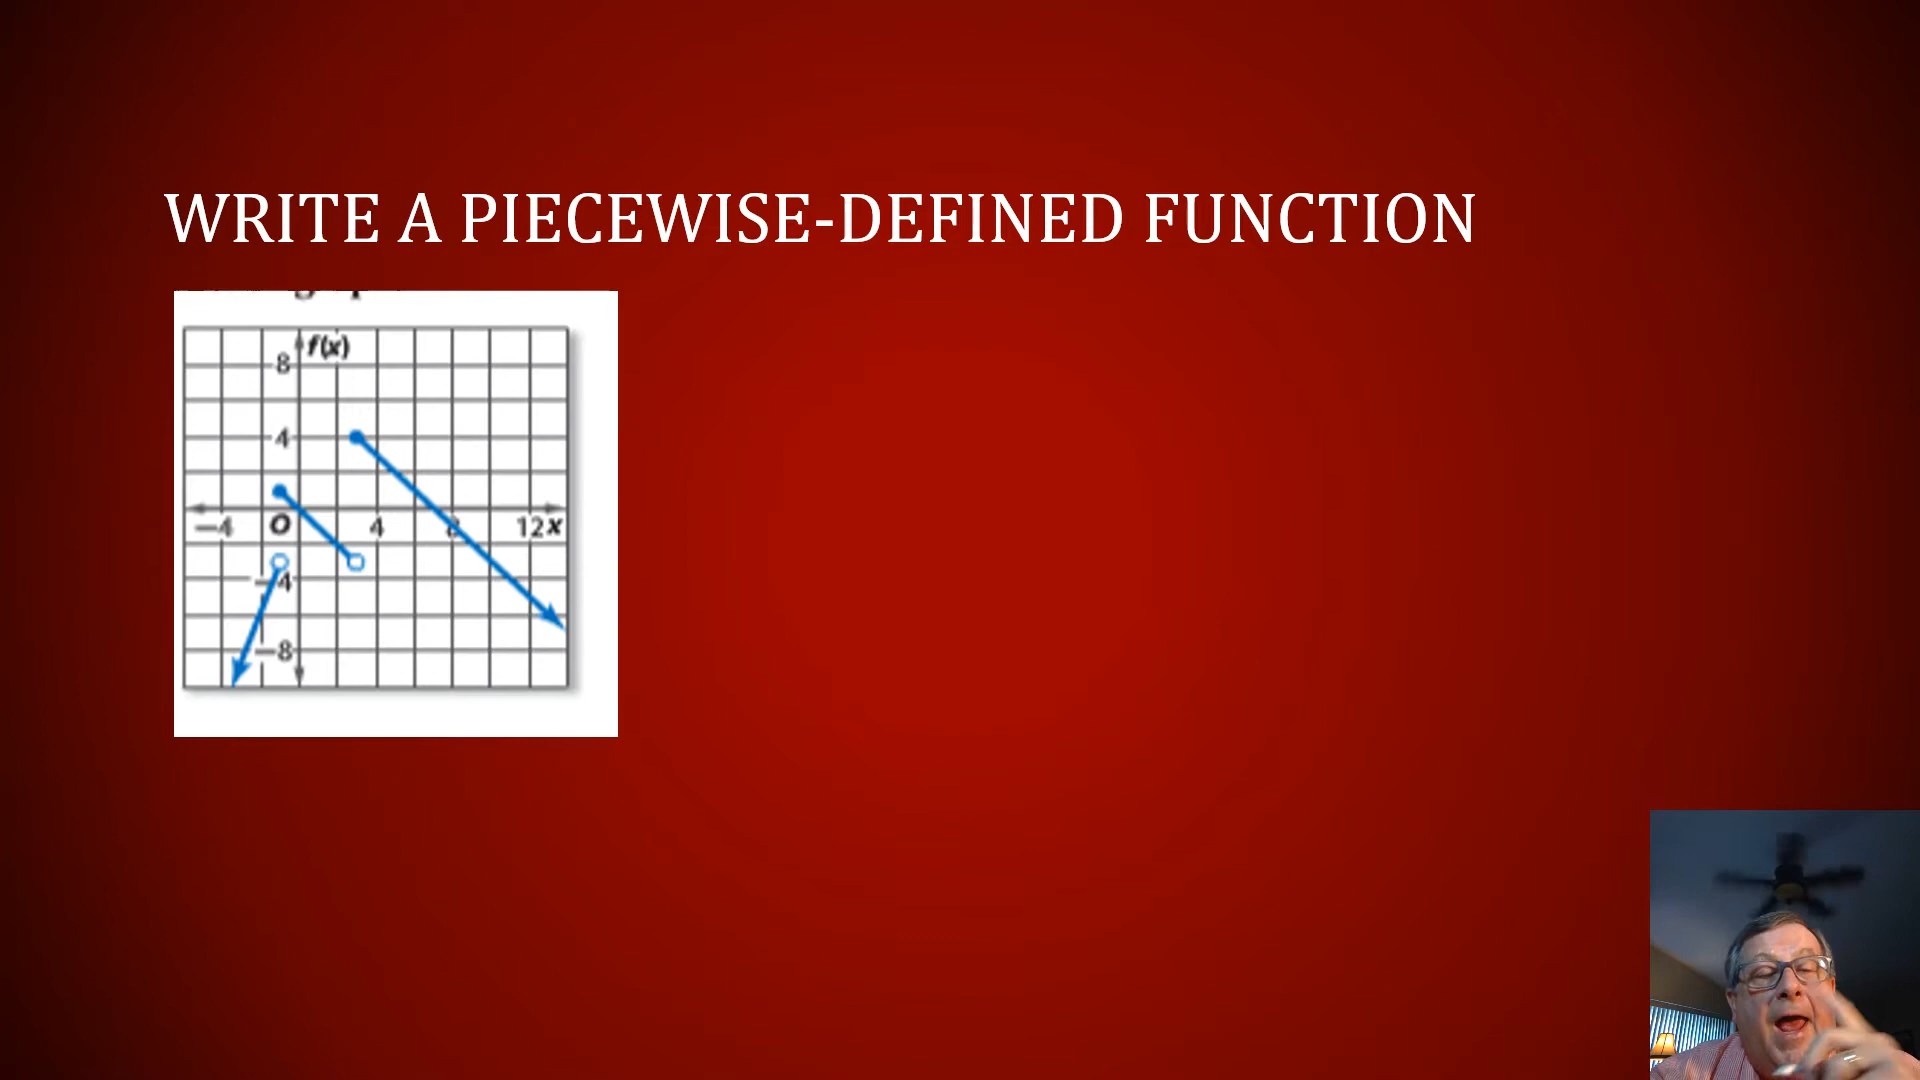 WRITE A PIECEWISE-DEFINED FUNCTION
f(x)
8
4
−4 O 4 8 12 x
−4
−8